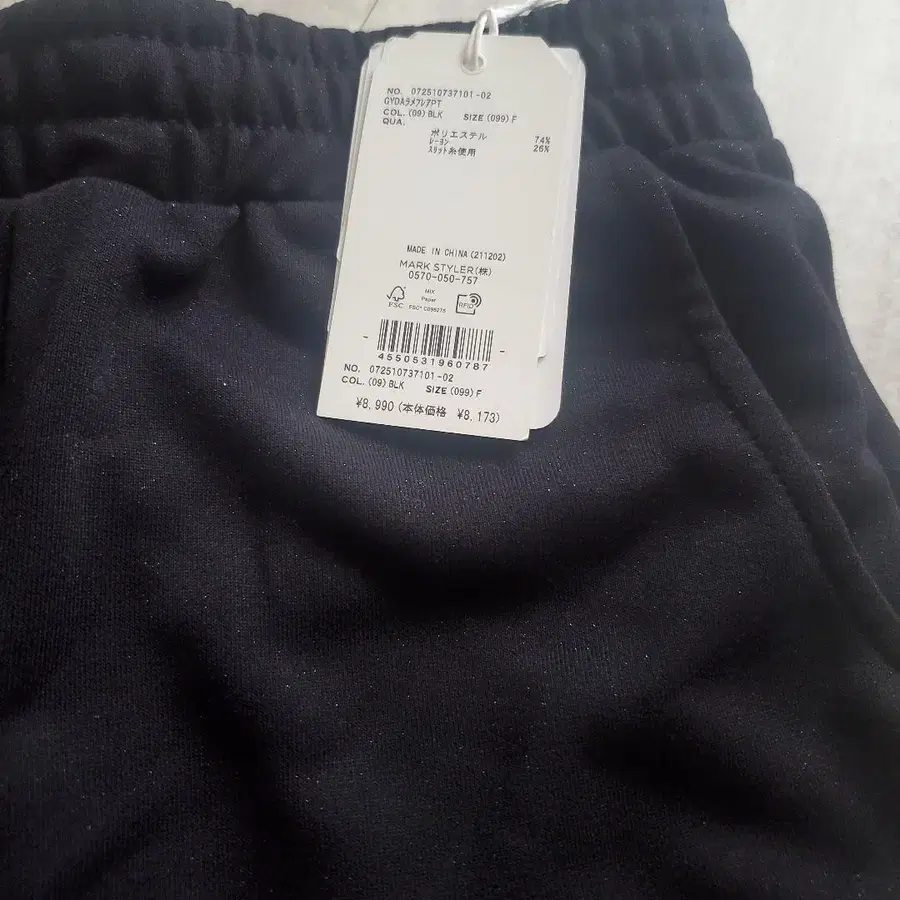 NO. 072510737101-02
GYDAラメフレアPT
COL. (09) BLK SIZE (099) F
QUA.
ポリエステル 74%
レーヨン 26%
スリット糸使用
MADE IN CHINA (211202)
MARK STYLER(株)
0570-050-757
FSC
MIX
Paper
FSC® C099275
RFID
4550531960787
NO. 072510737101-02
COL. (09) BLK SIZE (099) F
¥8,990 (本体価格 ¥8,173)